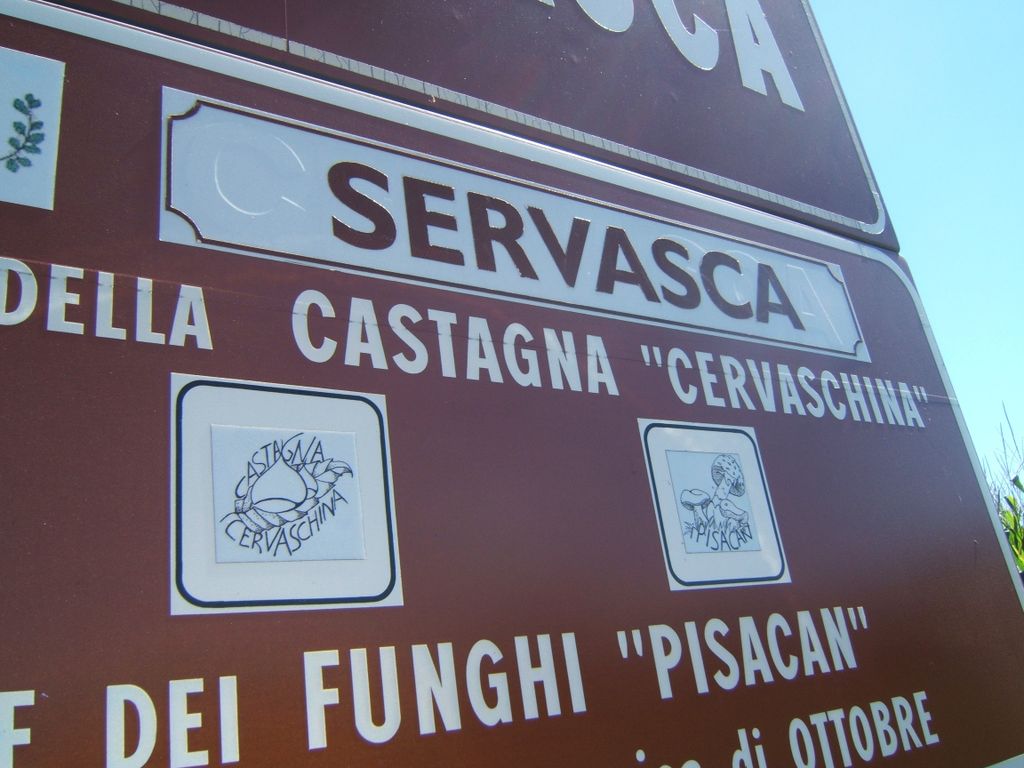 SERVASCA
DELLA CASTAGNA "CERVASCHINA"
CASTAGNA
CERVASCHINA
PISACAN
E DEI FUNGHI "PISACAN"
di OTTOBRE